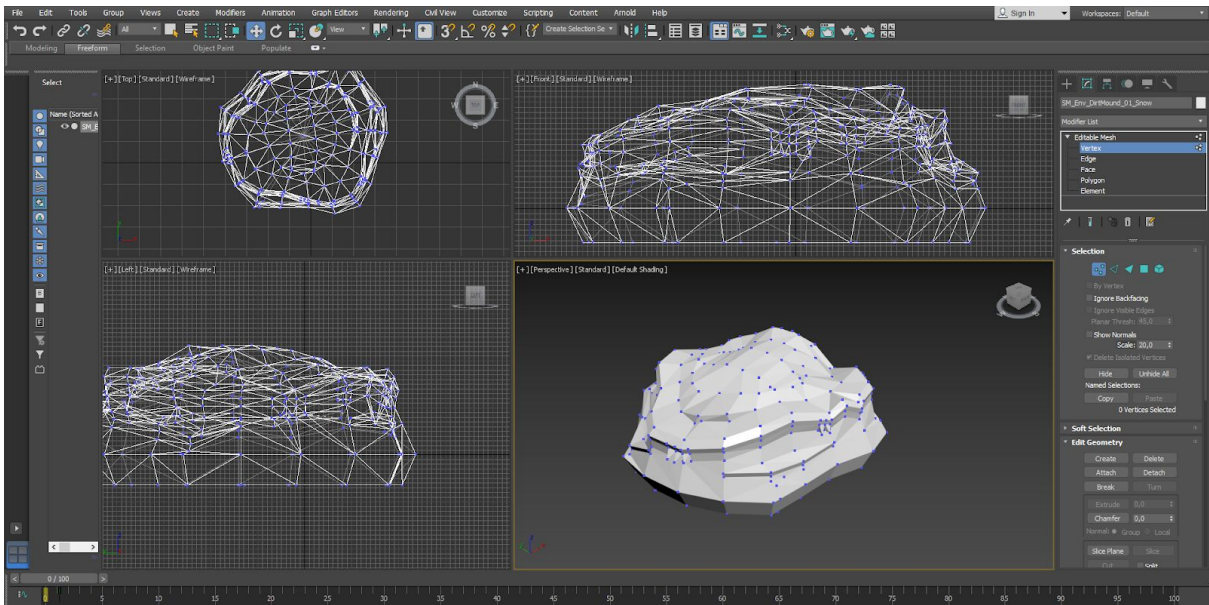 File Edit Tools Group Views Create Modifiers Animation Graph Editors Rendering Civil View Customize Scripting Content Arnold Help Sign In Workspaces: Default
All View Create Selection Se
Modeling Freeform Selection Object Paint Populate
Select
Name (Sorted A
SM_E
[+] [Top] [Standard] [Wireframe]
[+] [Front] [Standard] [Wireframe]
[+] [Left] [Standard] [Wireframe]
[+] [Perspective] [Standard] [Default Shading]
TOP
LEFT
SM_Env_DirtMound_01_Snow
Modifier List
Editable Mesh
Vertex
Edge
Face
Polygon
Element
Selection
By Vertex
Ignore Backfacing
Ignore Visible Edges
Planar Thresh: 45,0
Show Normals
Scale: 20,0
Delete Isolated Vertices
Hide Unhide All
Named Selections:
Copy Paste
0 Vertices Selected
Soft Selection
Edit Geometry
Create Delete
Attach Detach
Break Turn
Extrude 0,0
Chamfer 0,0
Normal: Group Local
Slice Plane Slice
Cut Split
0 / 100
0 5 10 15 20 25 30 35 40 45 50 55 60 65 70 75 80 85 90 95 100